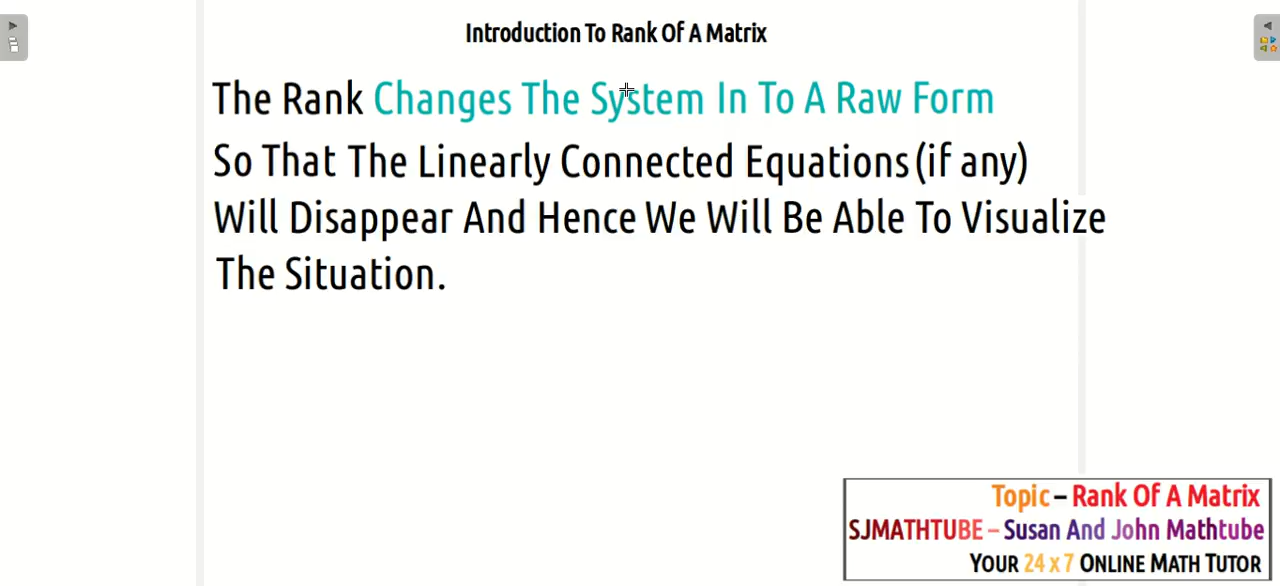 Introduction To Rank Of A Matrix
The Rank Changes The System In To A Raw Form
So That The Linearly Connected Equations (if any)
Will Disappear And Hence We Will Be Able To Visualize
The Situation.
Topic – Rank Of A Matrix
SJMATHTUBE – Susan And John Mathtube
YOUR 24 x 7 ONLINE MATH TUTOR